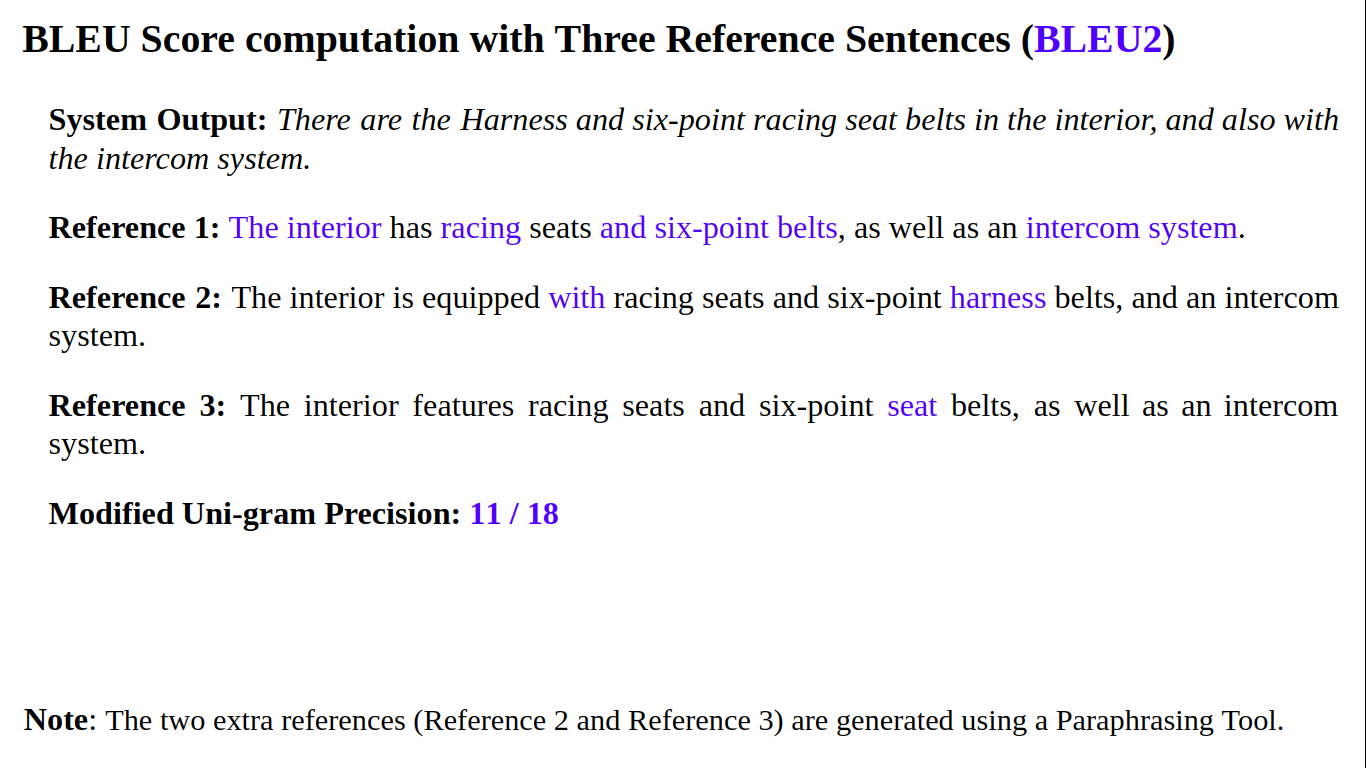 BLEU Score computation with Three Reference Sentences (BLEU2)
System Output: There are the Harness and six-point racing seat belts in the interior, and also with
the intercom system.
Reference 1: The interior has racing seats and six-point belts, as well as an intercom system.
Reference 2: The interior is equipped with racing seats and six-point harness belts, and an intercom
system.
Reference 3: The interior features racing seats and six-point seat belts, as well as an intercom
system.
Modified Uni-gram Precision: 11 / 18
Note: The two extra references (Reference 2 and Reference 3) are generated using a Paraphrasing Tool.